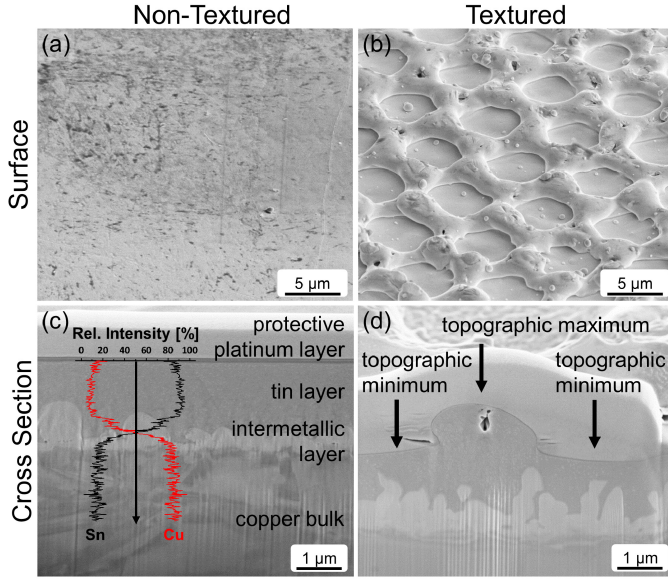 Non-Textured
Textured
Surface
(a)
5 µm
(b)
5 µm
Cross Section
(c)
Rel. Intensity [%]
0 20 40 60 80 100
protective
platinum layer
tin layer
intermetallic
layer
copper bulk
Sn
Cu
1 µm
(d)
topographic maximum
topographic
minimum
topographic
minimum
1 µm